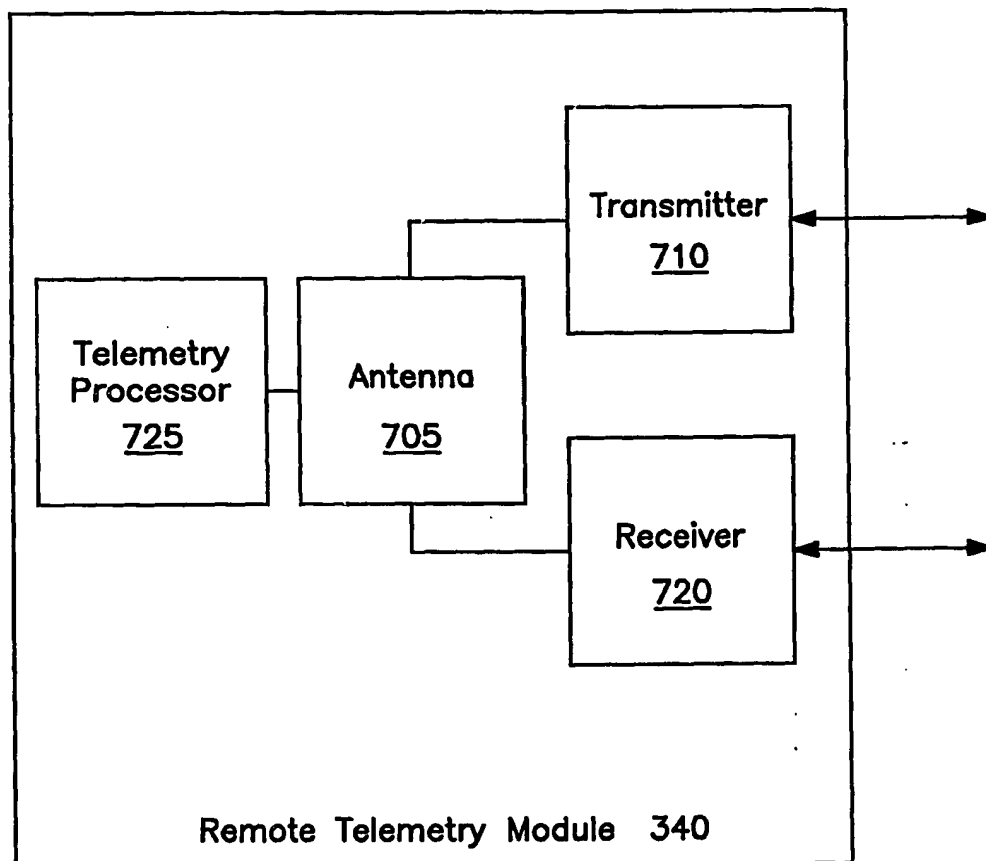 Transmitter
710
Telemetry
Processor
725
Antenna
705
Receiver
720
Remote Telemetry Module 340